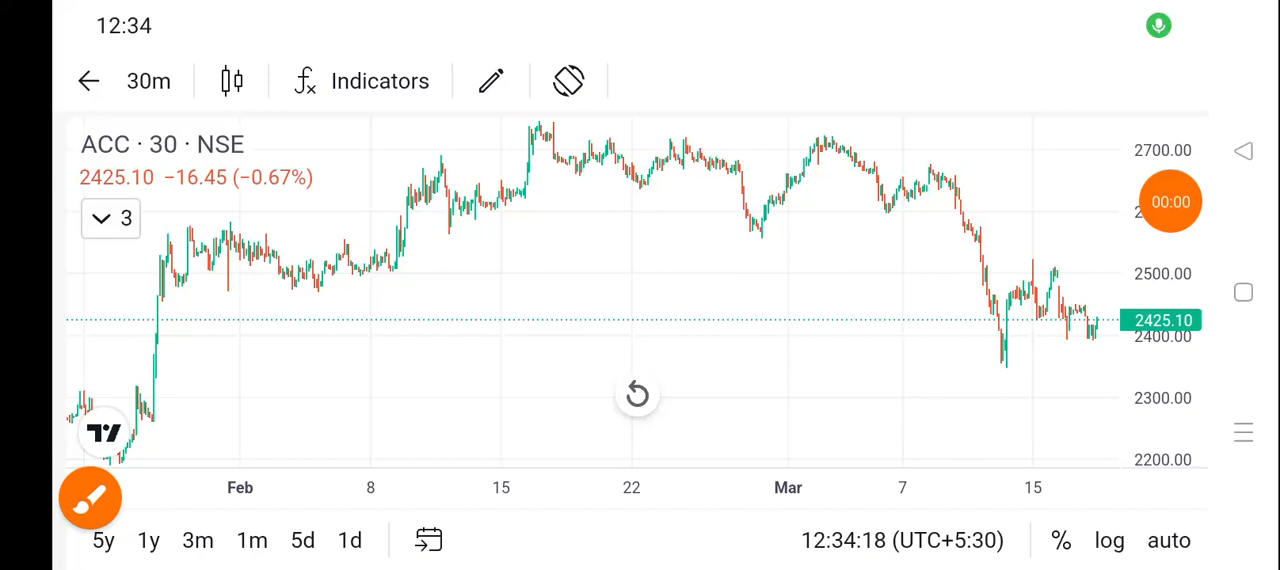 12:34
30m
Indicators
ACC · 30 · NSE
2425.10 −16.45 (−0.67%)
3
2700.00
00:00
2500.00
2425.10
2400.00
2300.00
2200.00
Feb 8 15 22 Mar 7 15
5y 1y 3m 1m 5d 1d
12:34:18 (UTC+5:30) % log auto